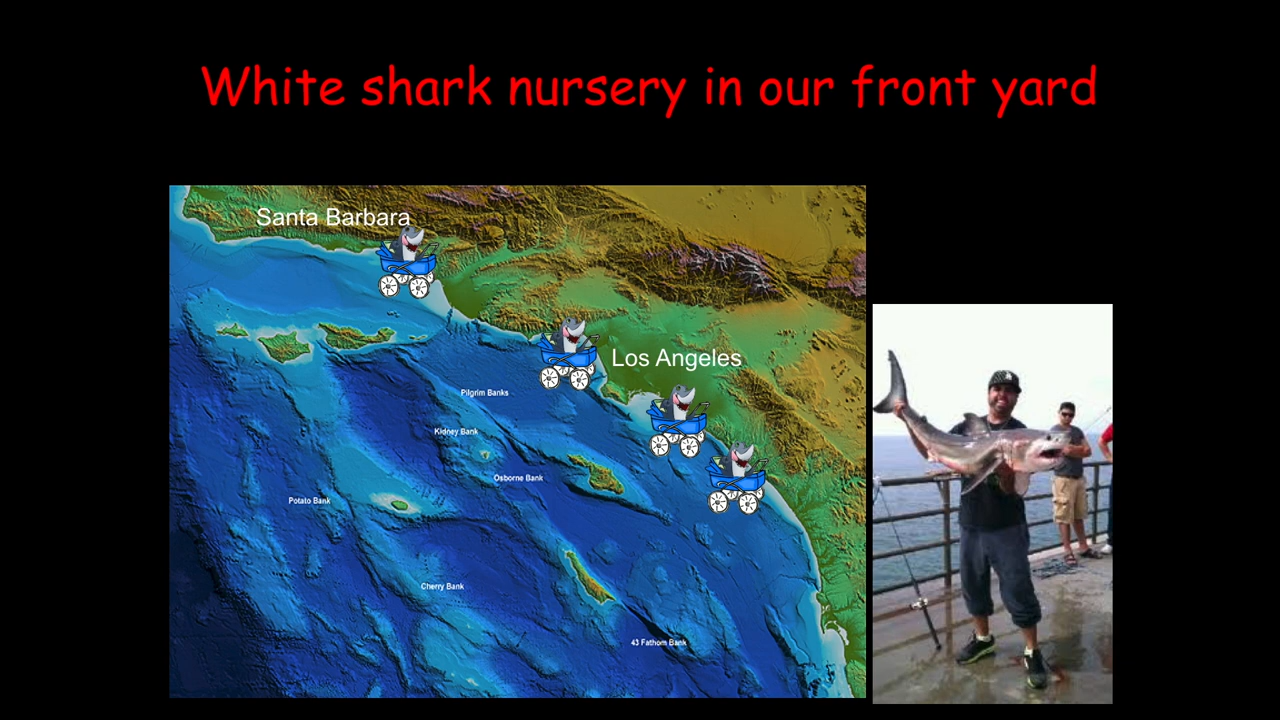 White shark nursery in our front yard
Santa Barbara
Los Angeles
Pilgrim Banks
Kidney Bank
Osborne Bank
Potato Bank
Cherry Bank
43 Fathom Bank